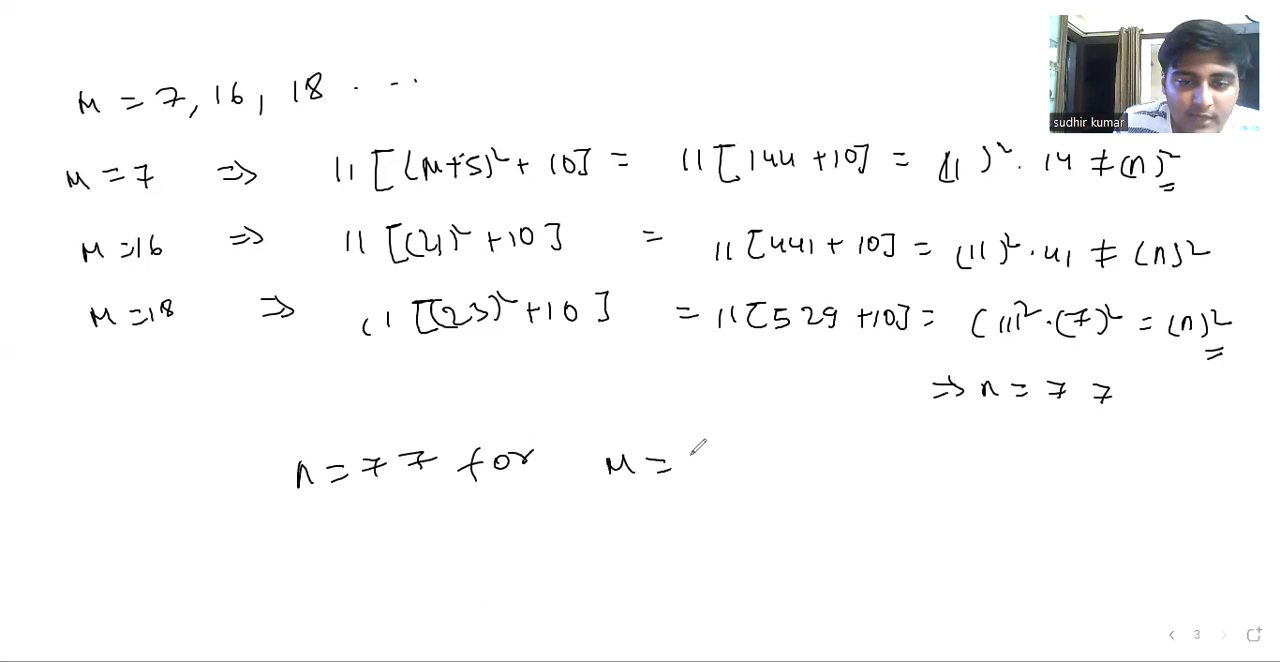 M = 7, 16, 18 ....
sudhir kumar
M = 7 ⇒ 11 [(M+5)² + 10] = 11 [144 + 10] = (11)² · 14 ≠ (n)²
M = 16 ⇒ 11 [(21)² + 10] = 11 [441 + 10] = (11)² · 41 ≠ (n)²
M = 18 ⇒ 11 [(23)² + 10] = 11 [529 + 10] = (11)² · (7)² = (n)²
⇒ n = 77
n = 77 for M =
< 3 >